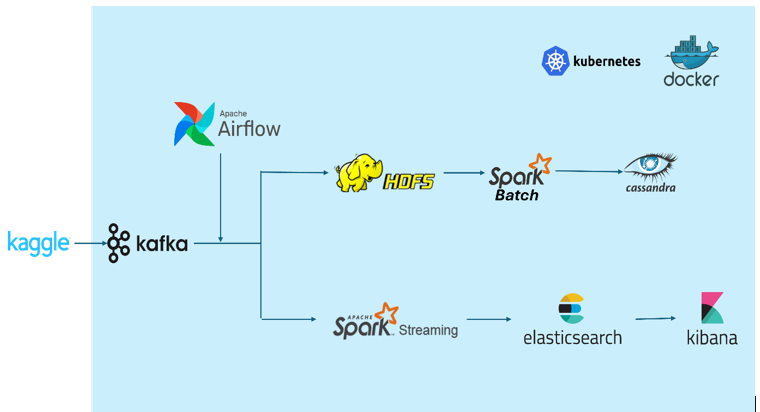 kubernetes
docker
Apache
Airflow
HDFS
Spark
Batch
cassandra
kaggle
kafka
APACHE
Spark Streaming
elasticsearch
kibana